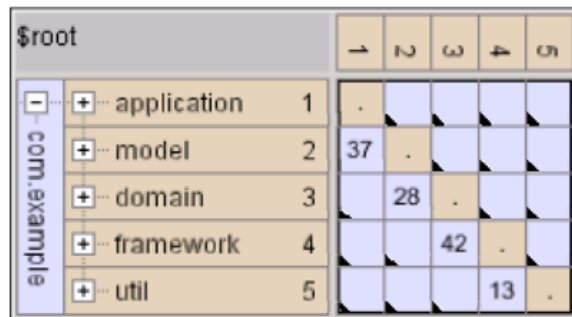 $root
1 2 3 4 5
com.example
application 1 .
model 2 37 .
domain 3 28 .
framework 4 42 .
util 5 13 .